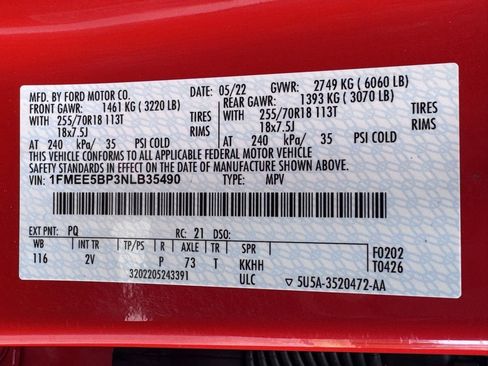 MFD. BY FORD MOTOR CO. DATE: 05/22 GVWR: 2749 KG (6060 LB)
FRONT GAWR: 1461 KG (3220 LB) REAR GAWR: 1393 KG (3070 LB)
WITH 255/70R18 113T TIRES WITH 255/70R18 113T TIRES
18x7.5J RIMS 18x7.5J RIMS
AT 240 kPa/ 35 PSI COLD AT 240 kPa/ 35 PSI COLD
THIS VEHICLE CONFORMS TO ALL APPLICABLE FEDERAL MOTOR VEHICLE
SAFETY STANDARDS IN EFFECT ON THE DATE OF MANUFACTURE SHOWN ABOVE.
VIN: 1FMEE5BP3NLB35490 TYPE: MPV
EXT PNT: PQ RC: 21 DSO:
WB INT TR TP/PS R AXLE TR SPR F0202
116 2V P 73 T KKHH T0426
3202205243391 ULC 5U5A-3520472-AA